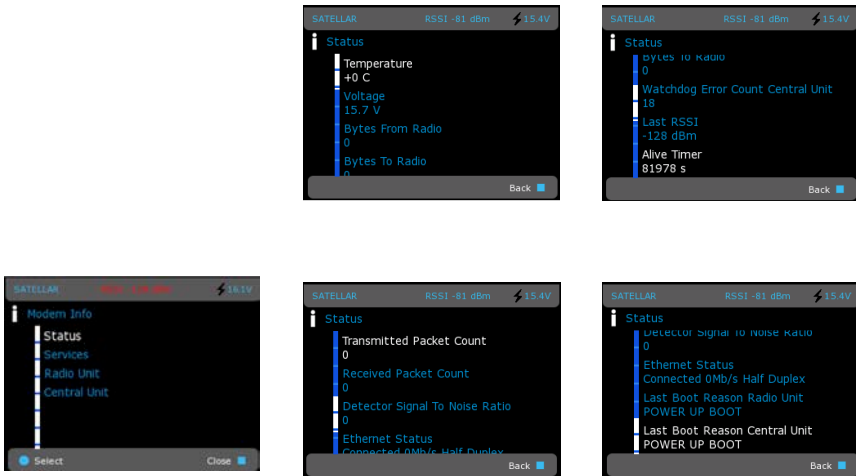 SATELLAR RSSI -81 dBm 15.4V
Status
Temperature
+0 C
Voltage
15.7 V
Bytes From Radio
0
Bytes To Radio
0
Back
SATELLAR RSSI -81 dBm 15.4V
Status
Bytes To Radio
0
Watchdog Error Count Central Unit
18
Last RSSI
-128 dBm
Alive Timer
81978 s
Back
SATELLAR 16.1V
Modem Info
Status
Services
Radio Unit
Central Unit
Select Close
SATELLAR RSSI -81 dBm 15.4V
Status
Transmitted Packet Count
0
Received Packet Count
0
Detector Signal To Noise Ratio
0
Ethernet Status
Connected 0Mb/s Half Duplex
Back
SATELLAR RSSI -81 dBm 15.4V
Status
Detector Signal To Noise Ratio
0
Ethernet Status
Connected 0Mb/s Half Duplex
Last Boot Reason Radio Unit
POWER UP BOOT
Last Boot Reason Central Unit
POWER UP BOOT
Back